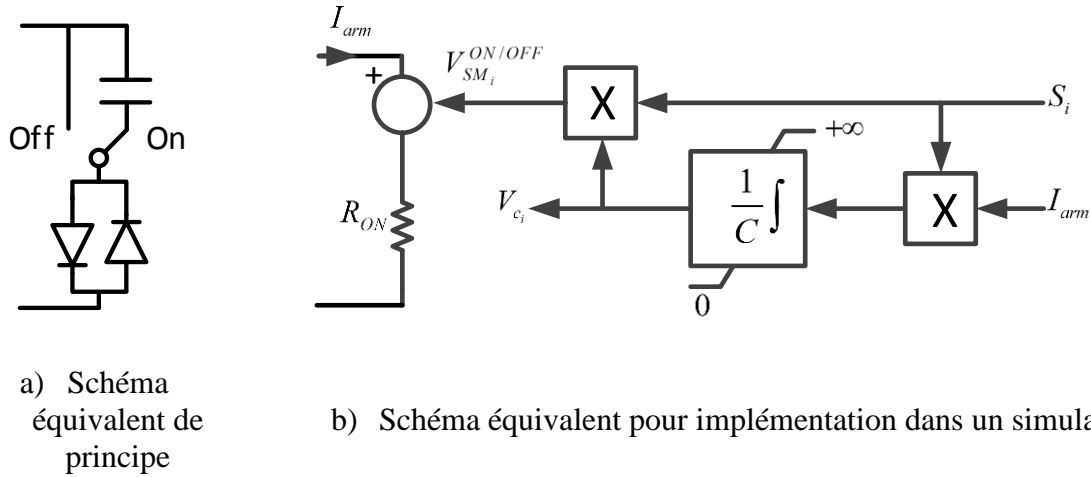 I_arm
+
V_SM_i^ON/OFF
X
S_i
Off
On
+∞
R_ON
V_c_i
1/C ∫
X
I_arm
0
a) Schéma
équivalent de
principe
b) Schéma équivalent pour implémentation dans un simula